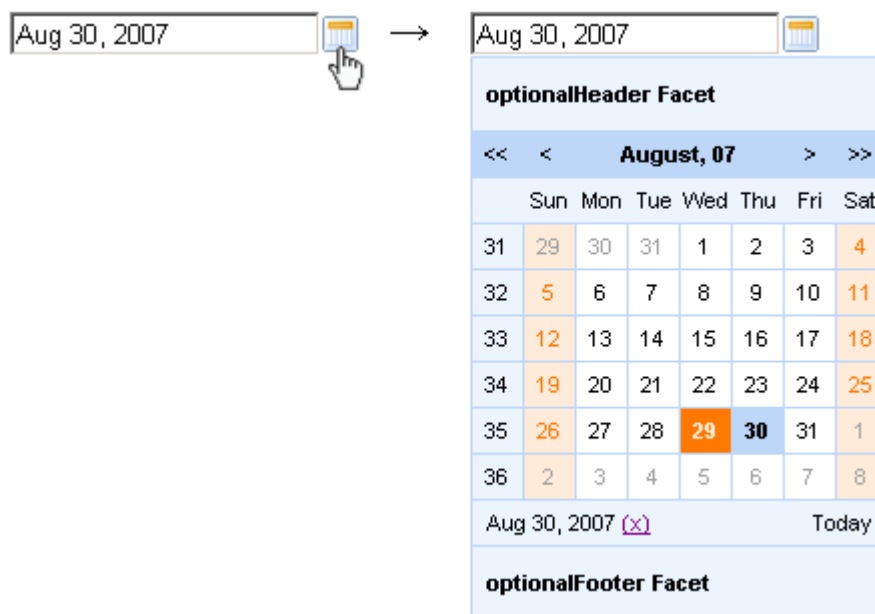 Aug 30, 2007 → Aug 30, 2007
optionalHeader Facet
<< < August, 07 > >>
Sun Mon Tue Wed Thu Fri Sat
31 29 30 31 1 2 3 4
32 5 6 7 8 9 10 11
33 12 13 14 15 16 17 18
34 19 20 21 22 23 24 25
35 26 27 28 29 30 31 1
36 2 3 4 5 6 7 8
Aug 30, 2007 (x) Today
optionalFooter Facet